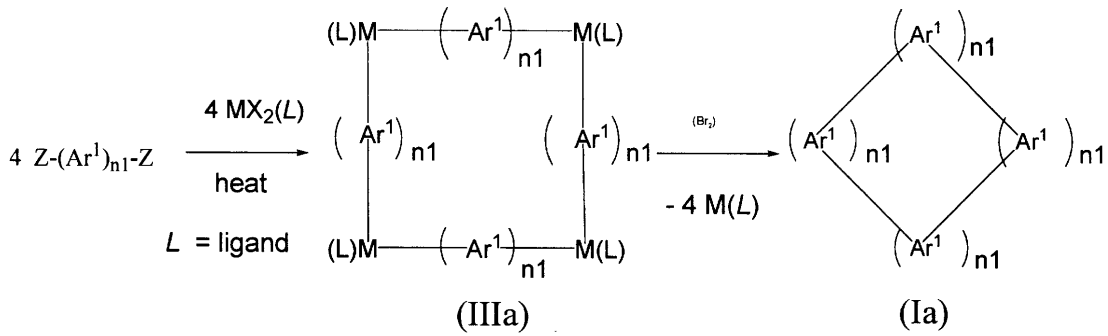 (L)M—(Ar¹)n1—M(L)
4 Z-(Ar¹)n1-Z
4 MX₂(L)
heat
L = ligand
(Ar¹)n1
(Ar¹)n1
(L)M—(Ar¹)n1—M(L)
(IIIa)
(Br₂)
- 4 M(L)
(Ar¹)n1
(Ar¹)n1
(Ar¹)n1
(Ar¹)n1
(Ia)